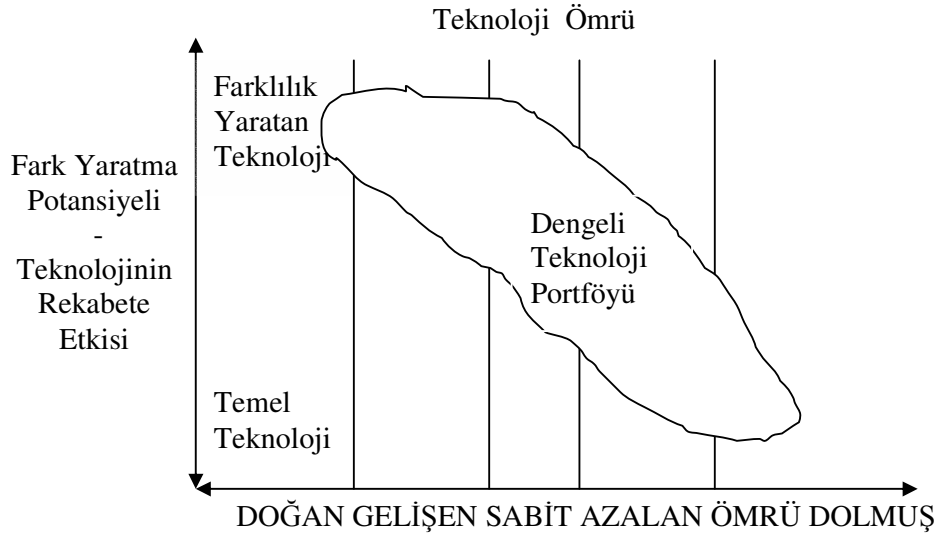 Teknoloji Ömrü
Farklılık
Yaratan
Teknoloji
Fark Yaratma
Potansiyeli
-
Teknolojinin
Rekabete
Etkisi
Dengeli
Teknoloji
Portföyü
Temel
Teknoloji
DOĞAN GELİŞEN SABİT AZALAN ÖMRÜ DOLMUŞ